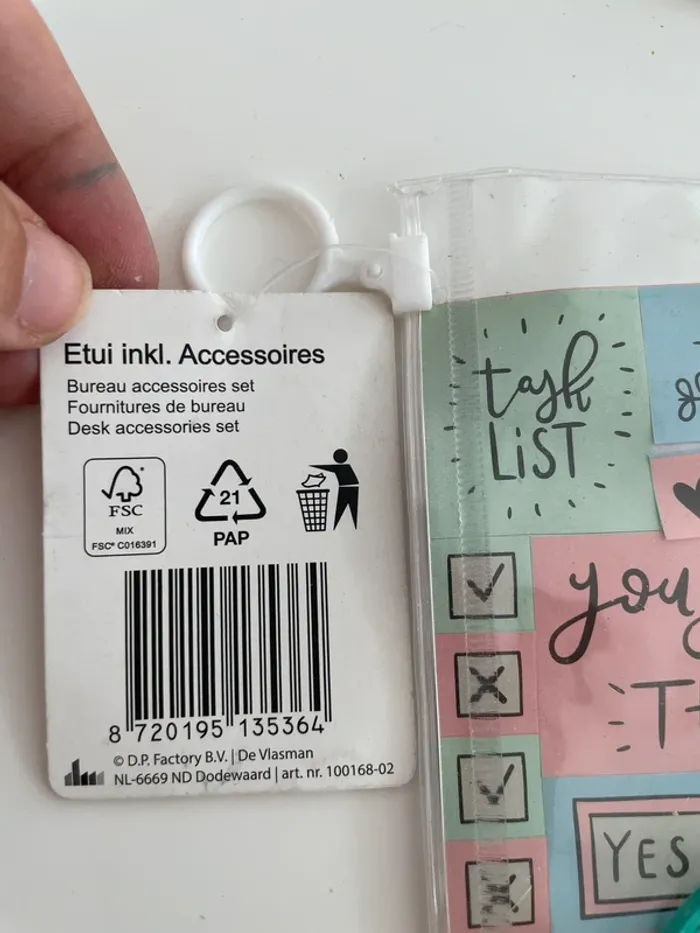 Etui inkl. Accessoires
Bureau accessoires set
Fournitures de bureau
Desk accessories set
FSC
MIX
FSC® C016391
21
PAP
8 720195 135364
© D.P. Factory B.V. | De Vlasman
NL-6669 ND Dodewaard | art. nr. 100168-02
task
LiST
you
YES